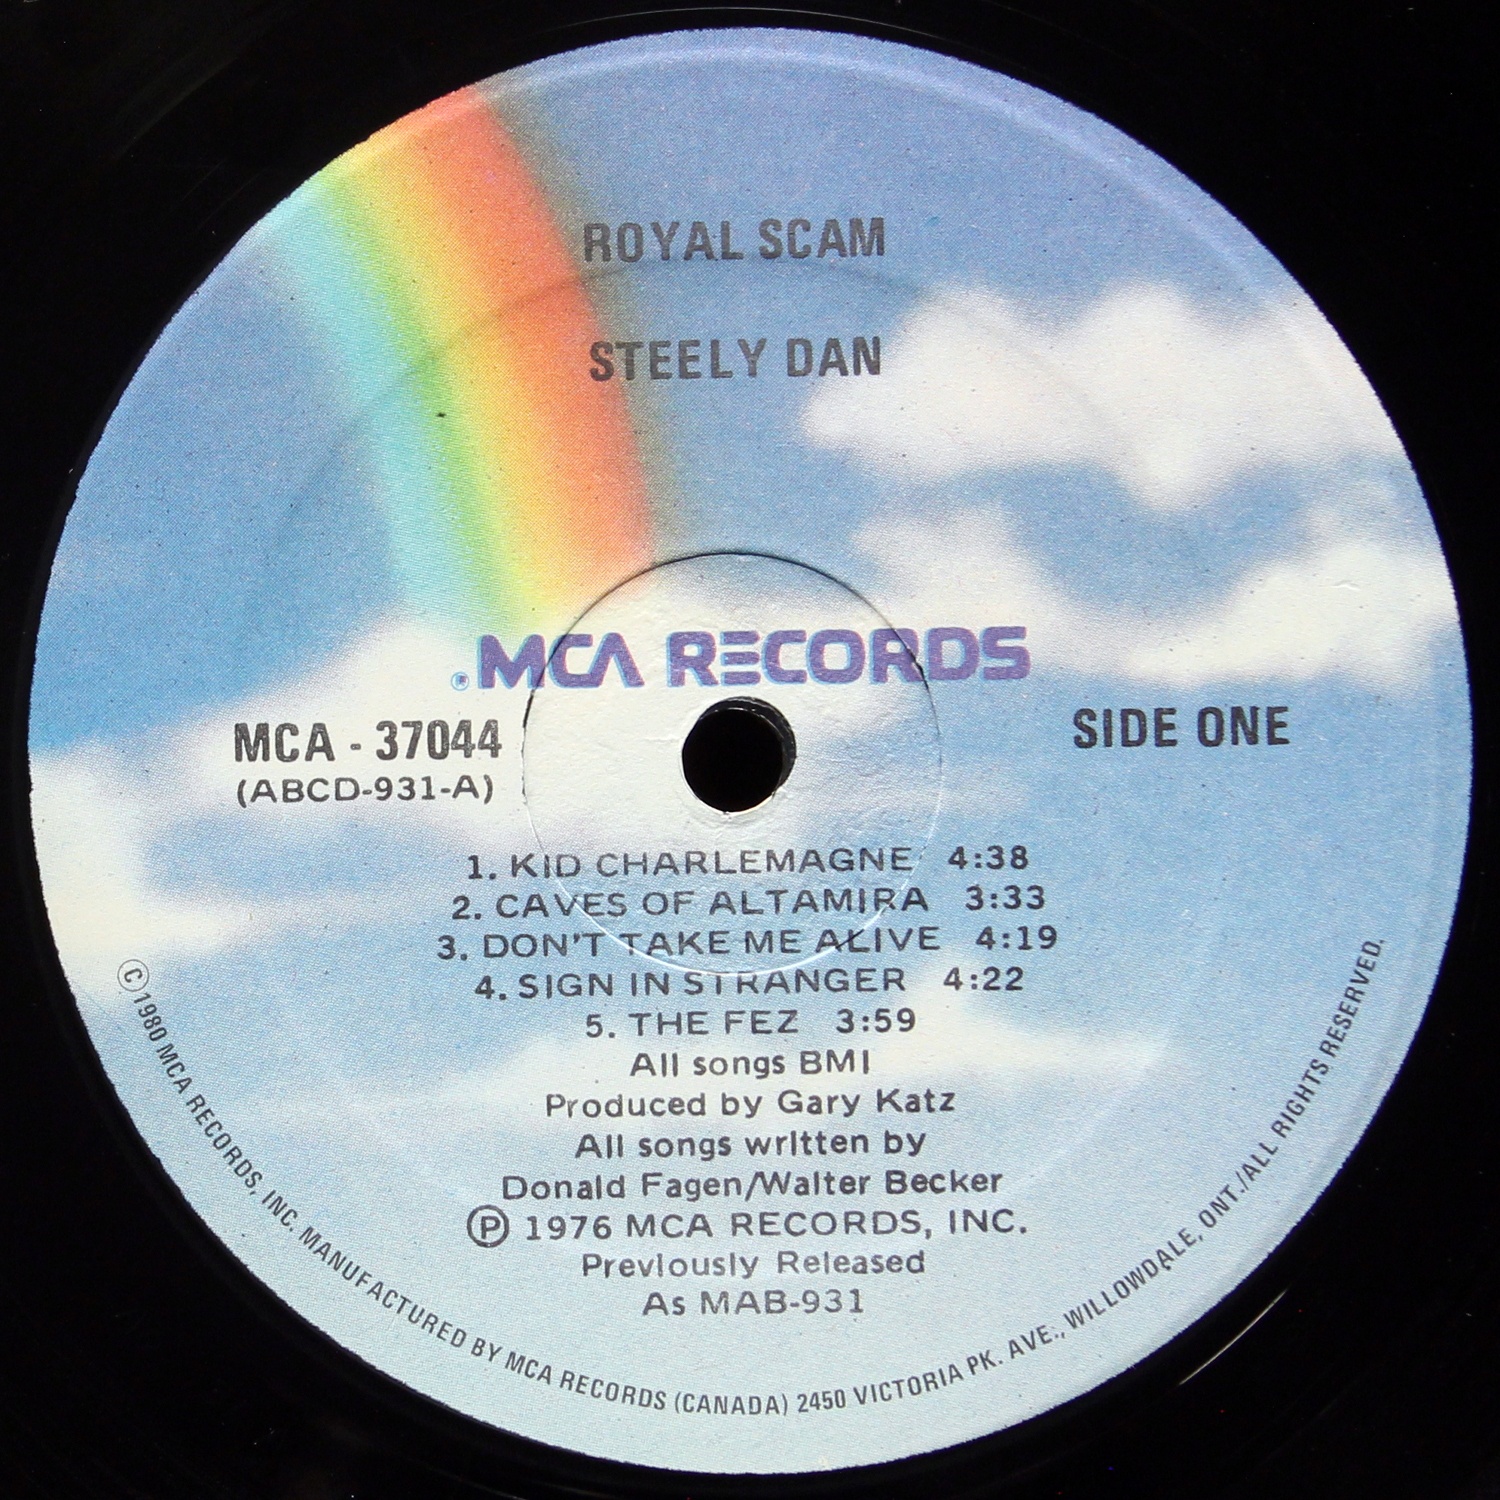 ROYAL SCAM
STEELY DAN
®.MCA RECORDS
MCA - 37044
(ABCD-931-A)
SIDE ONE
1. KID CHARLEMAGNE 4:38
2. CAVES OF ALTAMIRA 3:33
3. DON'T TAKE ME ALIVE 4:19
4. SIGN IN STRANGER 4:22
5. THE FEZ 3:59
All songs BMI
Produced by Gary Katz
All songs written by
Donald Fagen/Walter Becker
Ⓟ 1976 MCA RECORDS, INC.
Previously Released
As MAB-931
©1980 MCA RECORDS, INC. MANUFACTURED BY MCA RECORDS (CANADA) 2450 VICTORIA PK. AVE., WILLOWDALE, ONT./ALL RIGHTS RESERVED.